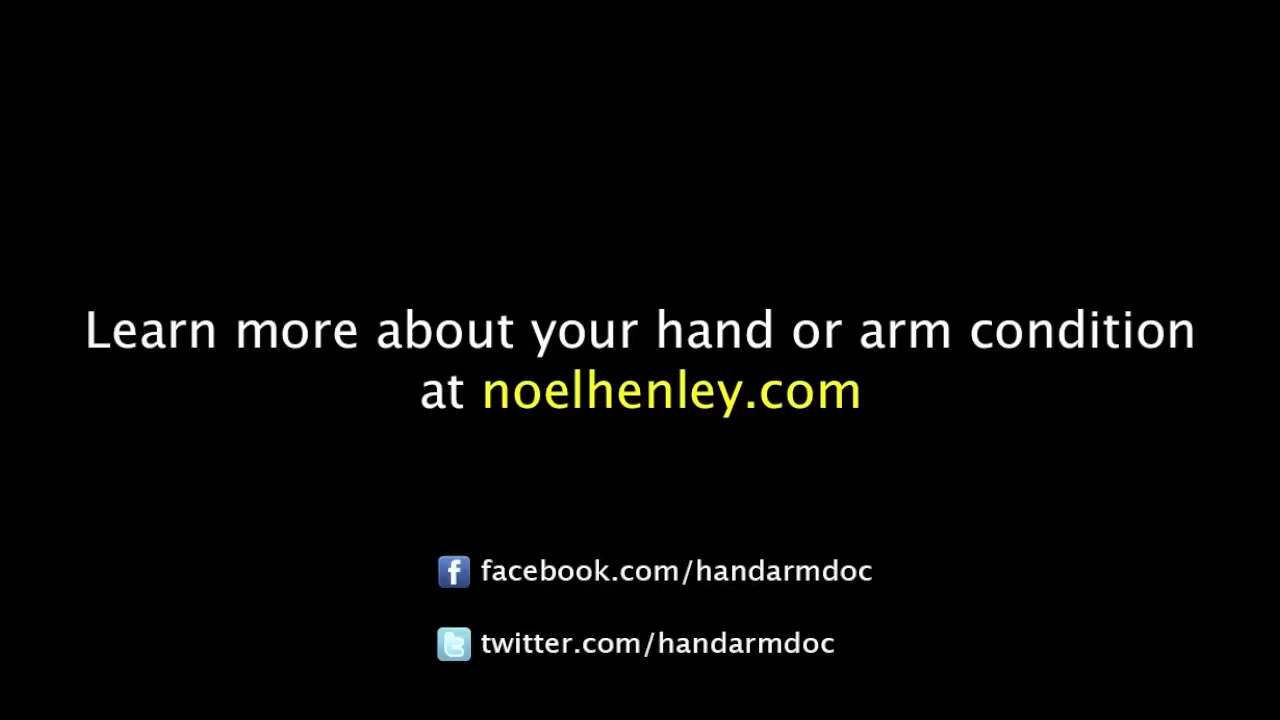 Learn more about your hand or arm condition
at noelhenley.com
facebook.com/handarmdoc
twitter.com/handarmdoc